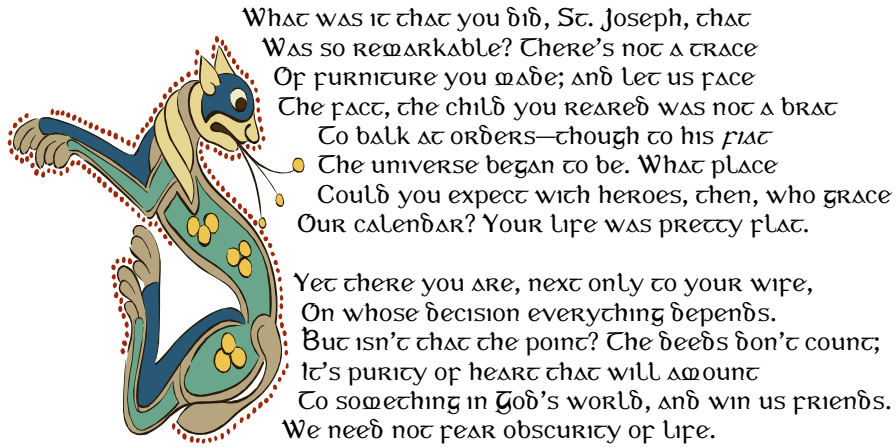 What was it that you did, St. Joseph, that
Was so remarkable? There's not a trace
Of furniture you made; and let us face
The fact, the child you reared was not a brat
To balk at orders—though to his fiat
The universe began to be. What place
Could you expect with heroes, then, who grace
Our calendar? Your life was pretty flat.
Yet there you are, next only to your wife,
On whose decision everything depends.
But isn't that the point? The deeds don't count;
It's purity of heart that will amount
To something in God's world, and win us friends.
We need not fear obscurity of life.